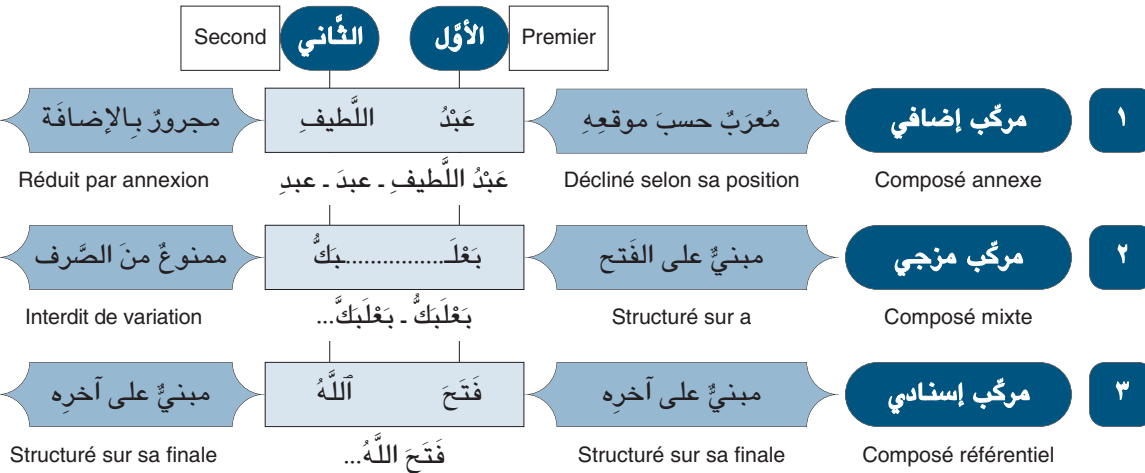 Premier الأوَّل الثَّاني Second
١ مركّب إضافي مُعرَبٌ حسبَ موقعِهِ عَبْدُ اللَّطيفِ مجرورٌ بِالإضافَة
Composé annexe Décliné selon sa position عَبْدُ اللَّطيفِ ـ عبدَ ـ عبدِ Réduit par annexion
٢ مركّب مزجي مبنيٌّ على الفَتح بَعْلَـ................ـبَكُّ ممنوعٌ منَ الصَّرف
Composé mixte Structuré sur a بَعْلَبَكُّ ـ بَعْلَبَكَّ... Interdit de variation
٣ مركّب إسنادي مبنيٌّ على آخرِه فَتَحَ ٱللَّهُ مبنيٌّ على آخرِه
Composé référentiel Structuré sur sa finale فَتَحَ اللَّهُ... Structuré sur sa finale